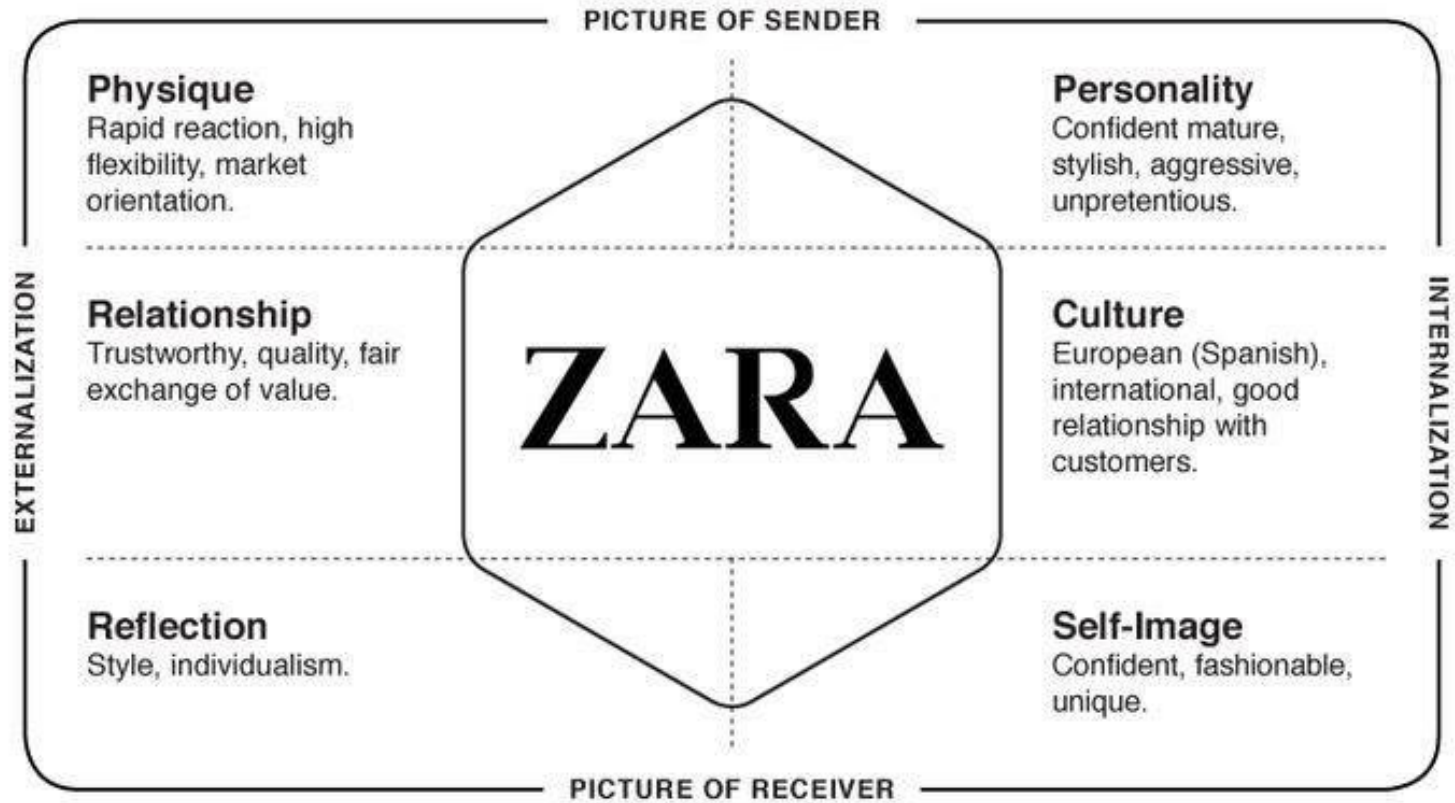 PICTURE OF SENDER
Physique
Rapid reaction, high
flexibility, market
orientation.
Personality
Confident mature,
stylish, aggressive,
unpretentious.
EXTERNALIZATION
Relationship
Trustworthy, quality, fair
exchange of value.
ZARA
Culture
European (Spanish),
international, good
relationship with
customers.
INTERNALIZATION
Reflection
Style, individualism.
Self-Image
Confident, fashionable,
unique.
PICTURE OF RECEIVER